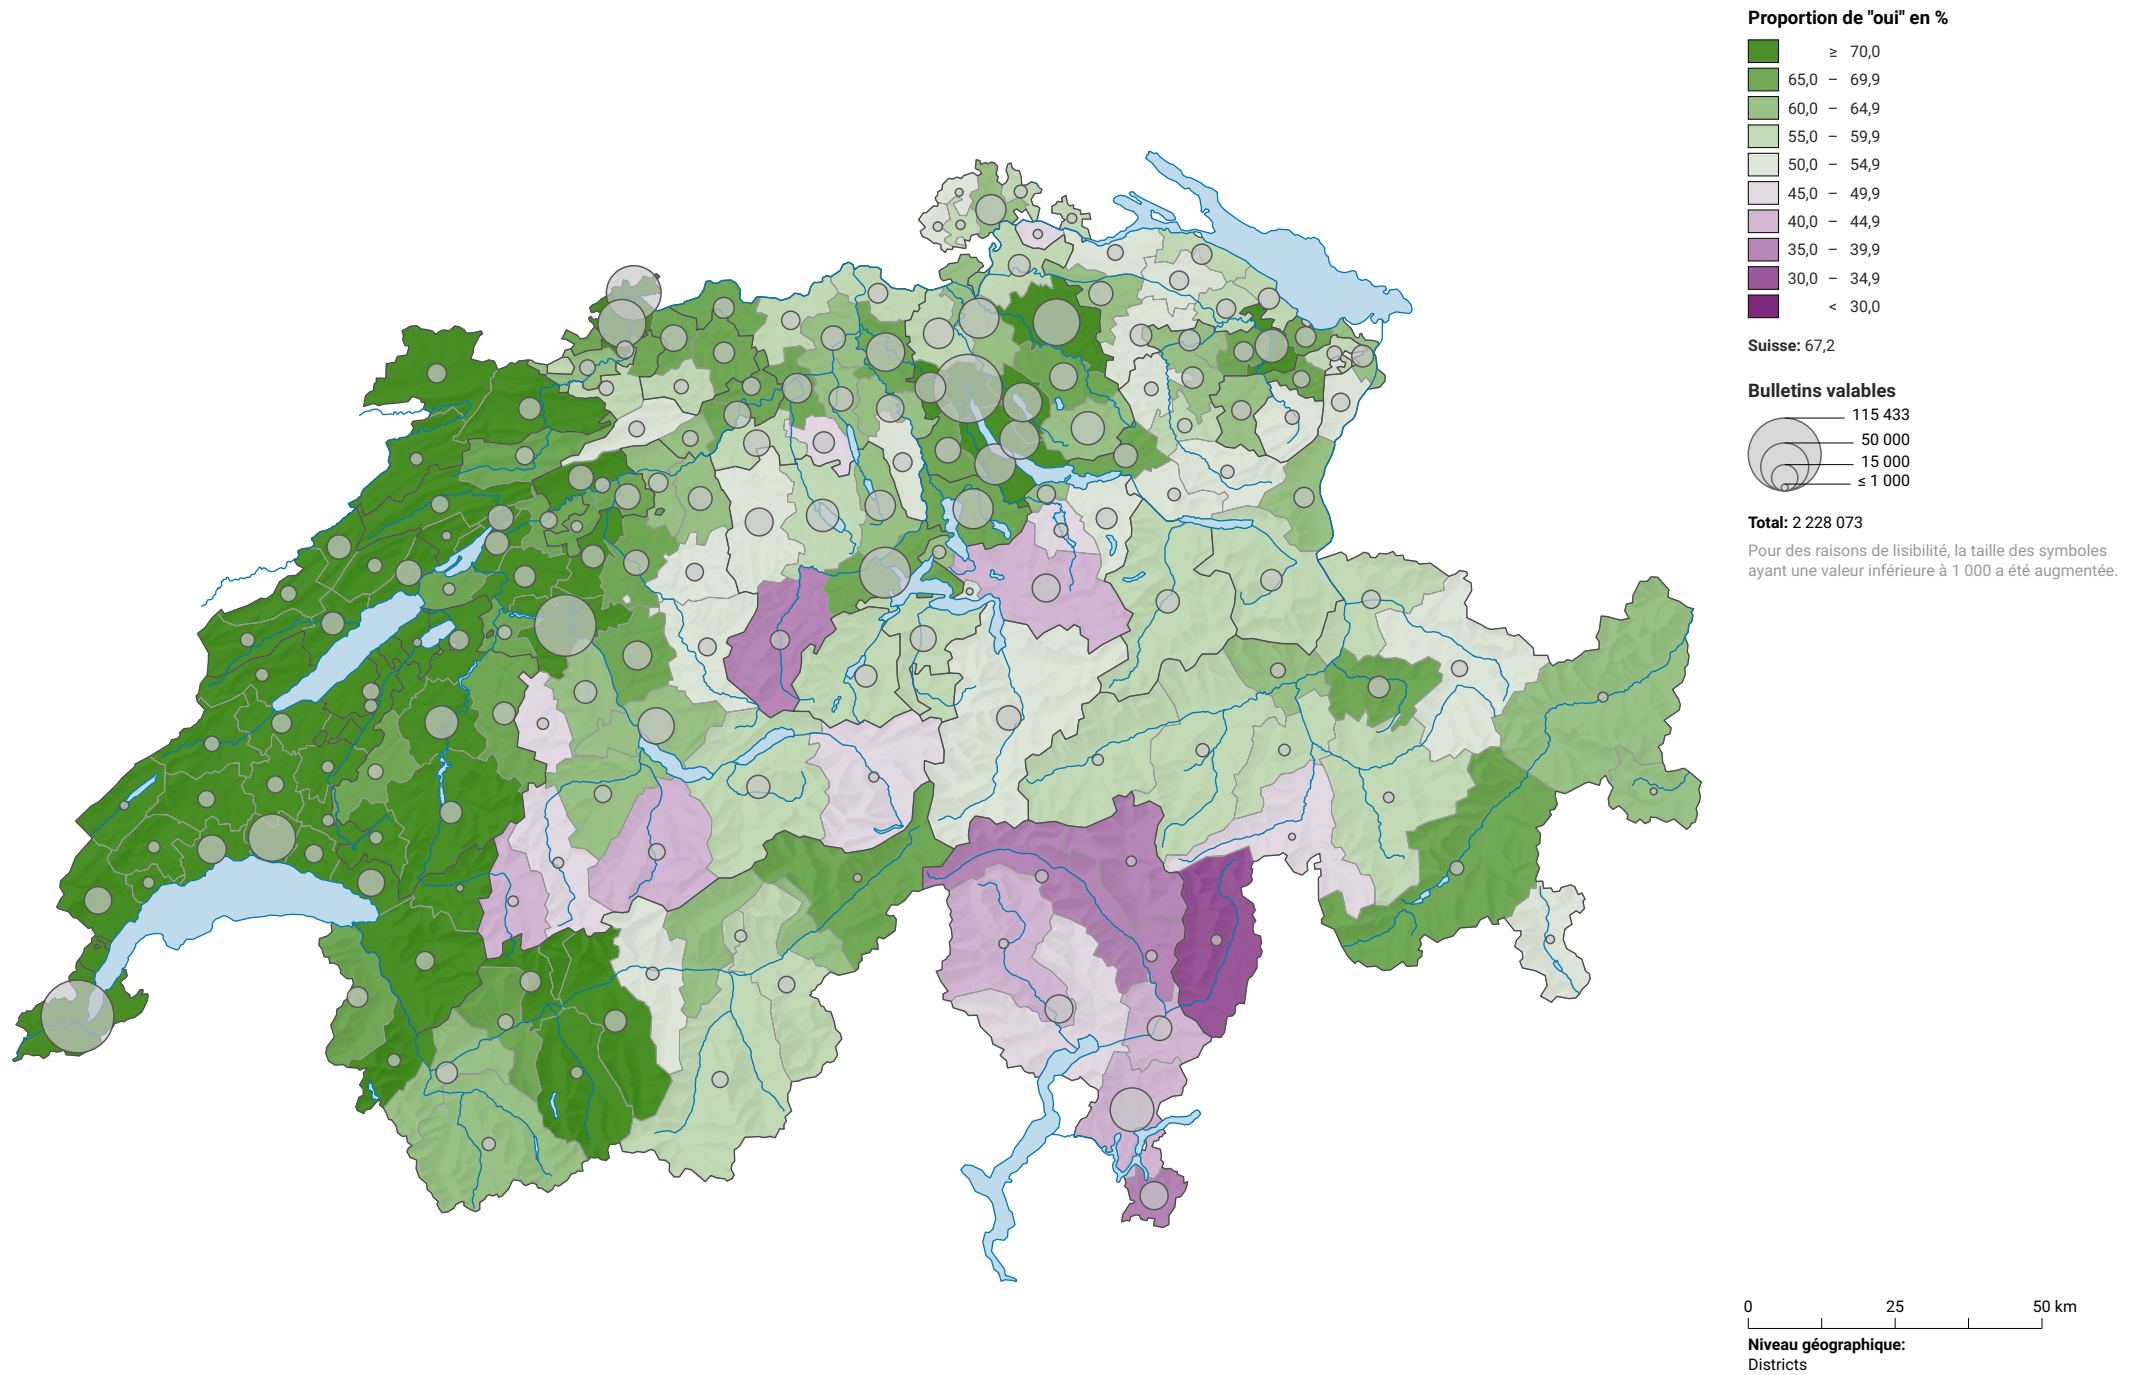 Proportion de "oui" en %
≥ 70,0
65,0 – 69,9
60,0 – 64,9
55,0 – 59,9
50,0 – 54,9
45,0 – 49,9
40,0 – 44,9
35,0 – 39,9
30,0 – 34,9
< 30,0
Suisse: 67,2
Bulletins valables
115 433
50 000
15 000
≤ 1 000
Total: 2 228 073
Pour des raisons de lisibilité, la taille des symboles
ayant une valeur inférieure à 1 000 a été augmentée.
0 25 50 km
Niveau géographique:
Districts